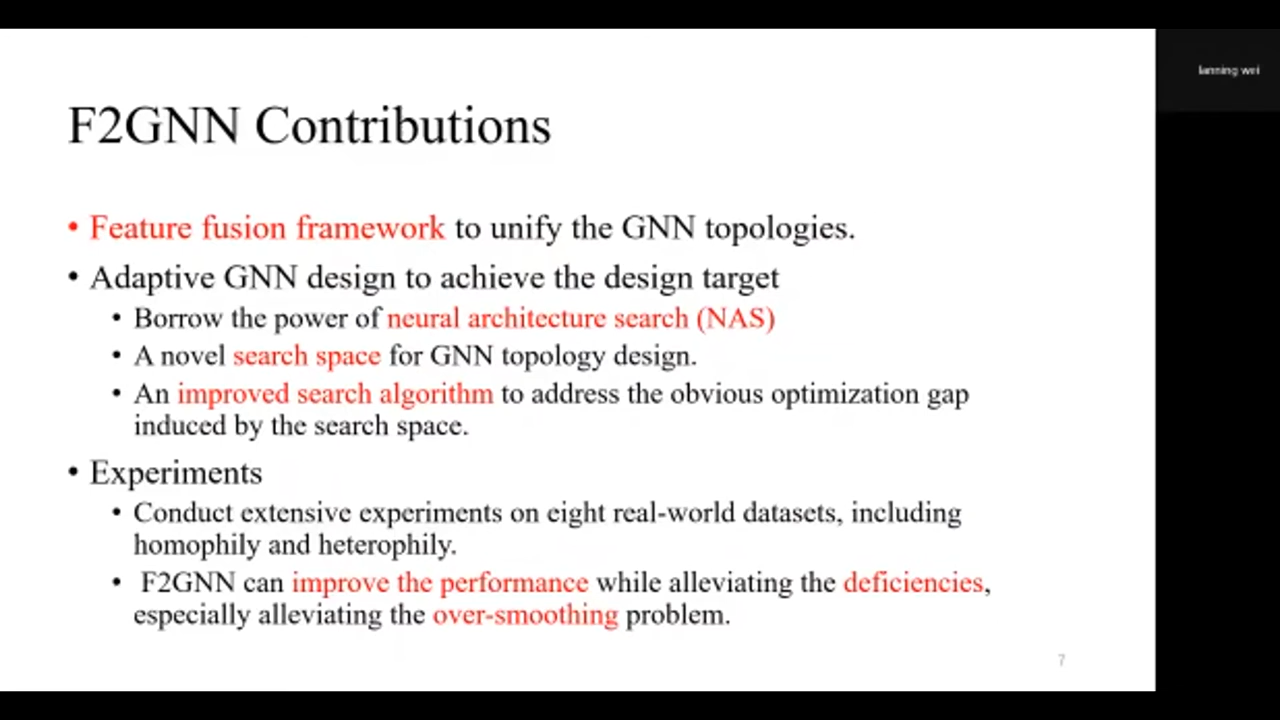 lanning wei
F2GNN Contributions
• Feature fusion framework to unify the GNN topologies.
• Adaptive GNN design to achieve the design target
• Borrow the power of neural architecture search (NAS)
• A novel search space for GNN topology design.
• An improved search algorithm to address the obvious optimization gap
induced by the search space.
• Experiments
• Conduct extensive experiments on eight real-world datasets, including
homophily and heterophily.
• F2GNN can improve the performance while alleviating the deficiencies,
especially alleviating the over-smoothing problem.
7